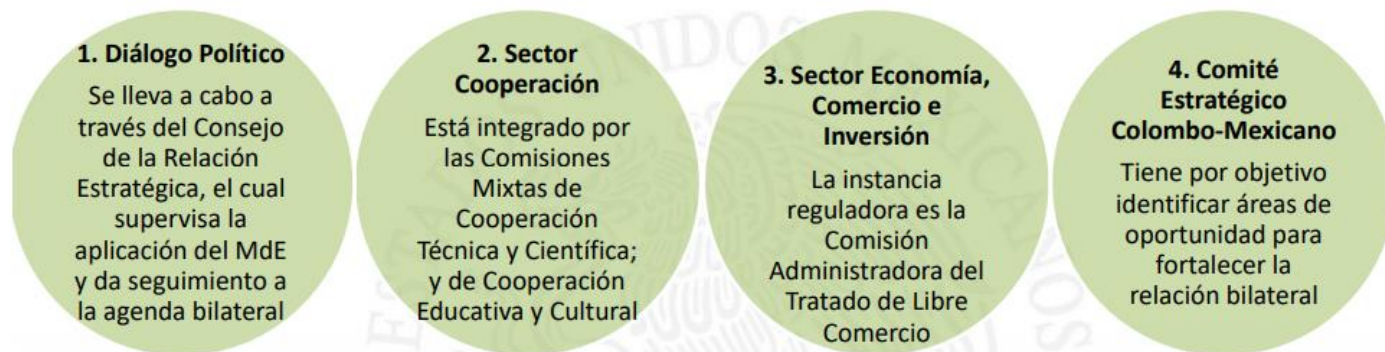 1. Diálogo Político
Se lleva a cabo a
través del Consejo
de la Relación
Estratégica, el cual
supervisa la
aplicación del MdE
y da seguimiento a
la agenda bilateral
2. Sector
Cooperación
Está integrado por
las Comisiones
Mixtas de
Cooperación
Técnica y Científica;
y de Cooperación
Educativa y Cultural
3. Sector Economía,
Comercio e
Inversión
La instancia
reguladora es la
Comisión
Administradora del
Tratado de Libre
Comercio
4. Comité
Estratégico
Colombo-Mexicano
Tiene por objetivo
identificar áreas de
oportunidad para
fortalecer la
relación bilateral